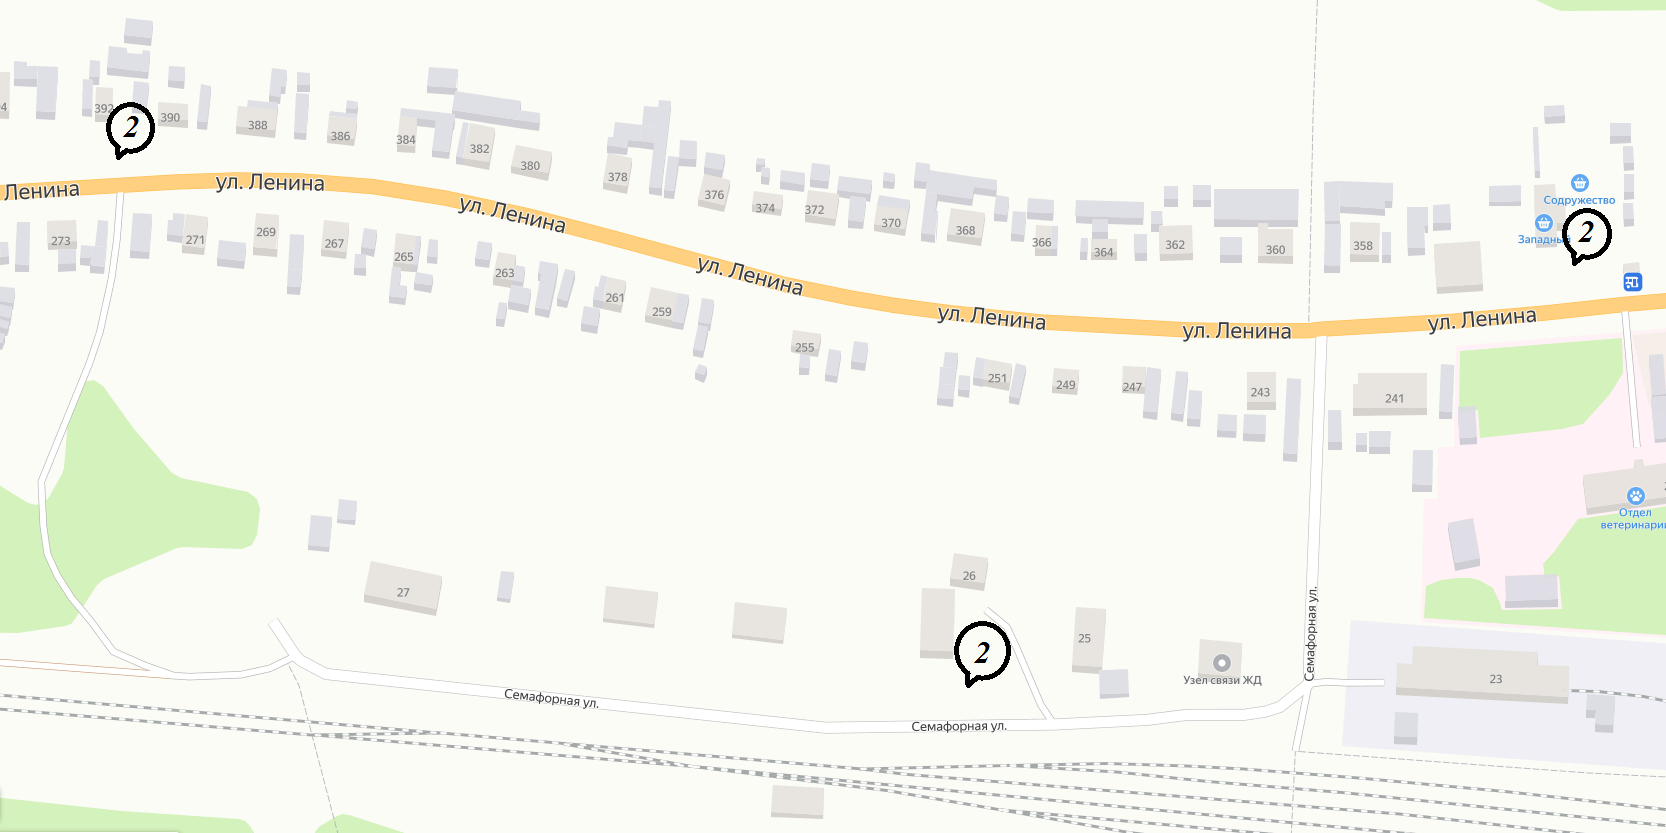 392
2
390
388
386
384
382
380
378
376
374
372
370
368
366
364
362
360
358
Содружество
Западный
2
Ленина
ул. Ленина
ул. Ленина
ул. Ленина
ул. Ленина
ул. Ленина
ул. Ленина
273
271
269
267
265
263
261
259
255
251
249
247
243
241
Отдел
ветеринари
27
26
25
2
Узел связи ЖД
23
Семафорная ул.
Семафорная ул.
Семафорная ул.